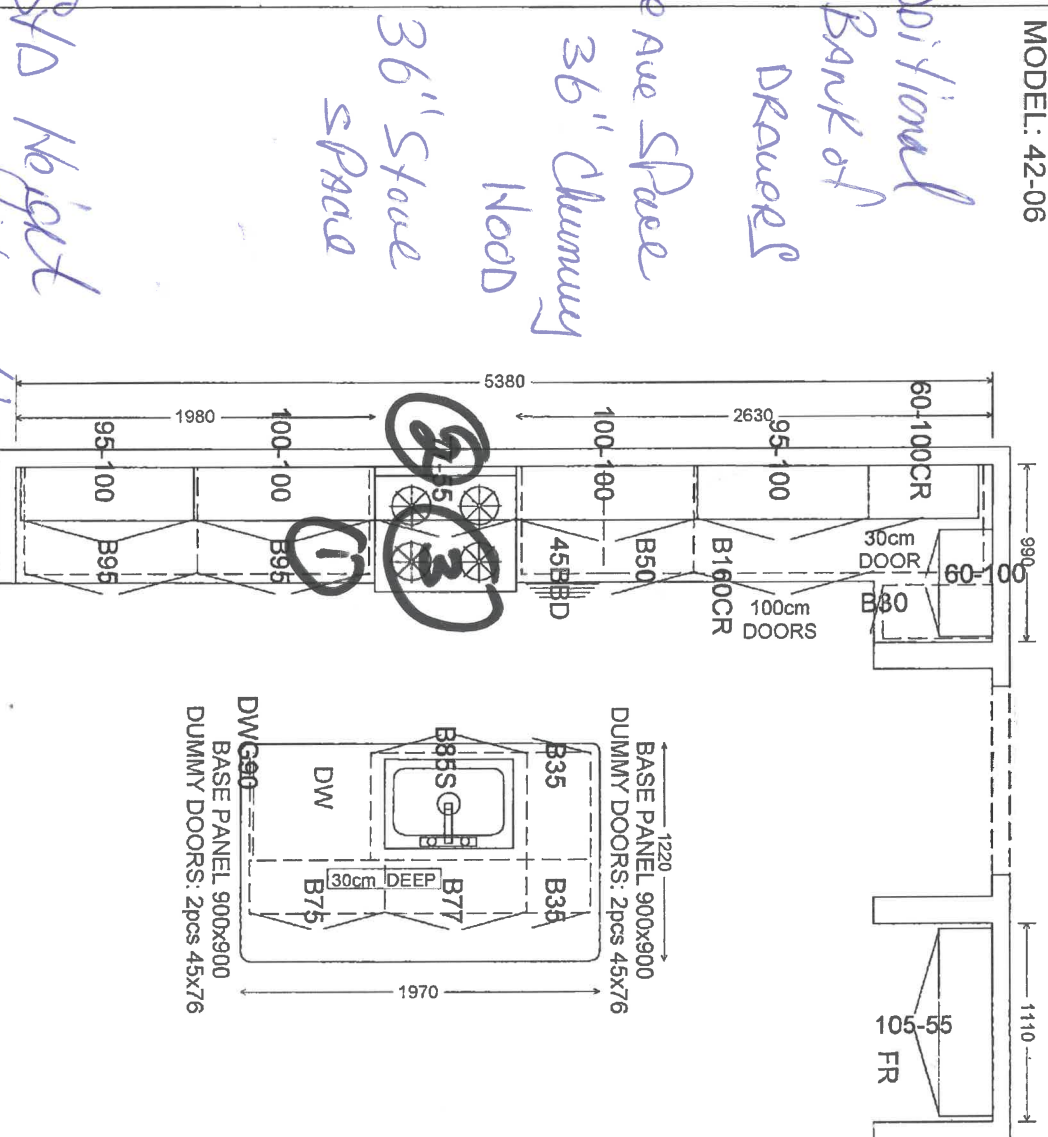 MODEL: 42-06
BANK of
DRAWERS
Space
36" Chimney
HOOD
36" Stove
SPACE
5380
1980
2630
60-100CR
95-100
100-100
100-100
95-100
2
-55
990
B95
B95
1
3
45BBD
B50
B160CR
30cm
DOOR
60-100
B30
100cm
DOORS
DWG90
BASE PANEL 900x900
DUMMY DOORS: 2pcs 45x76
DW
B85S
B35
BASE PANEL 900x900
DUMMY DOORS: 2pcs 45x76
1220
B75
30cm DEEP
B77
B35
1970
105-55
FR
1110